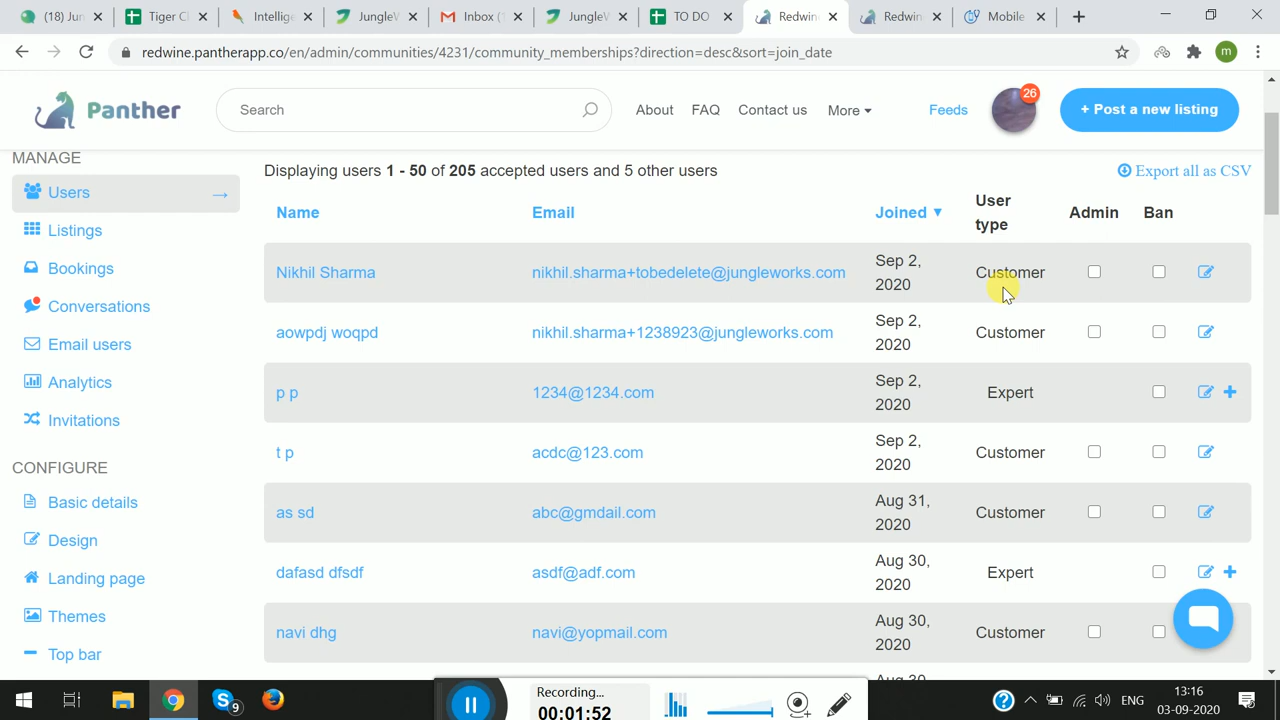 (18) Jun
Tiger Cl
Intellige
JungleW
Inbox (1
JungleW
TO DO
Redwine
Redwin
Mobile
redwine.pantherapp.co/en/admin/communities/4231/community_memberships?direction=desc&sort=join_date
m
Panther
Search
About
FAQ
Contact us
More
Feeds
26
+ Post a new listing
MANAGE
Users
Listings
Bookings
Conversations
Email users
Analytics
Invitations
CONFIGURE
Basic details
Design
Landing page
Themes
Top bar
Displaying users 1 - 50 of 205 accepted users and 5 other users
Export all as CSV
Name Email Joined ▼ User type Admin Ban
Nikhil Sharma nikhil.sharma+tobedelete@jungleworks.com Sep 2, 2020 Customer
aowpdj woqpd nikhil.sharma+1238923@jungleworks.com Sep 2, 2020 Customer
p p 1234@1234.com Sep 2, 2020 Expert
t p acdc@123.com Sep 2, 2020 Customer
as sd abc@gmdail.com Aug 31, 2020 Customer
dafasd dfsdf asdf@adf.com Aug 30, 2020 Expert
navi dhg navi@yopmail.com Aug 30, 2020 Customer
9
Recording...
00:01:52
ENG
13:16
03-09-2020